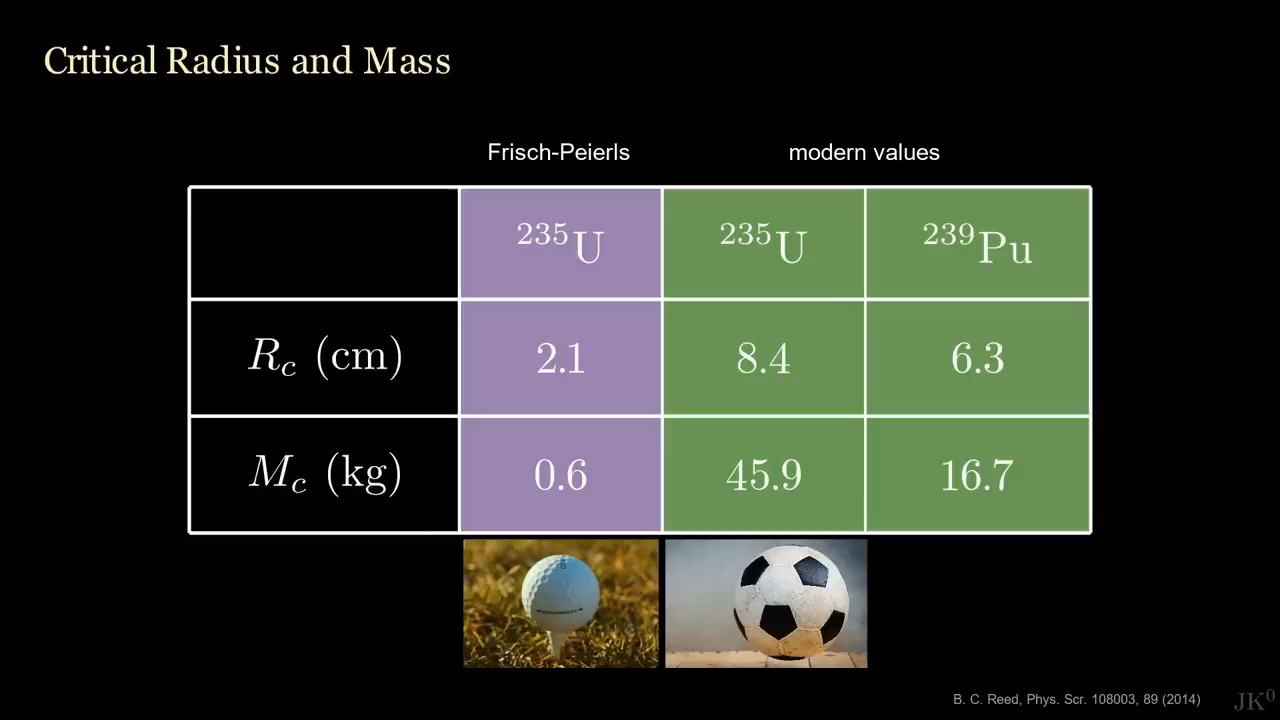 Critical Radius and Mass
Frisch-Peierls modern values
²³⁵U ²³⁵U ²³⁹Pu
R_c (cm) 2.1 8.4 6.3
M_c (kg) 0.6 45.9 16.7
B. C. Reed, Phys. Scr. 108003, 89 (2014)
JK⁰